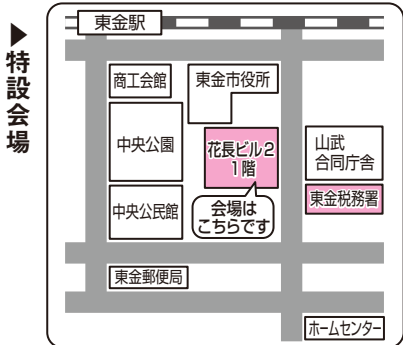 ▶特設会場
東金駅
商工会館
東金市役所
中央公園
花長ビル2
1階
山武
合同庁舎
東金税務署
中央公民館
会場は
こちらです
東金郵便局
ホームセンター